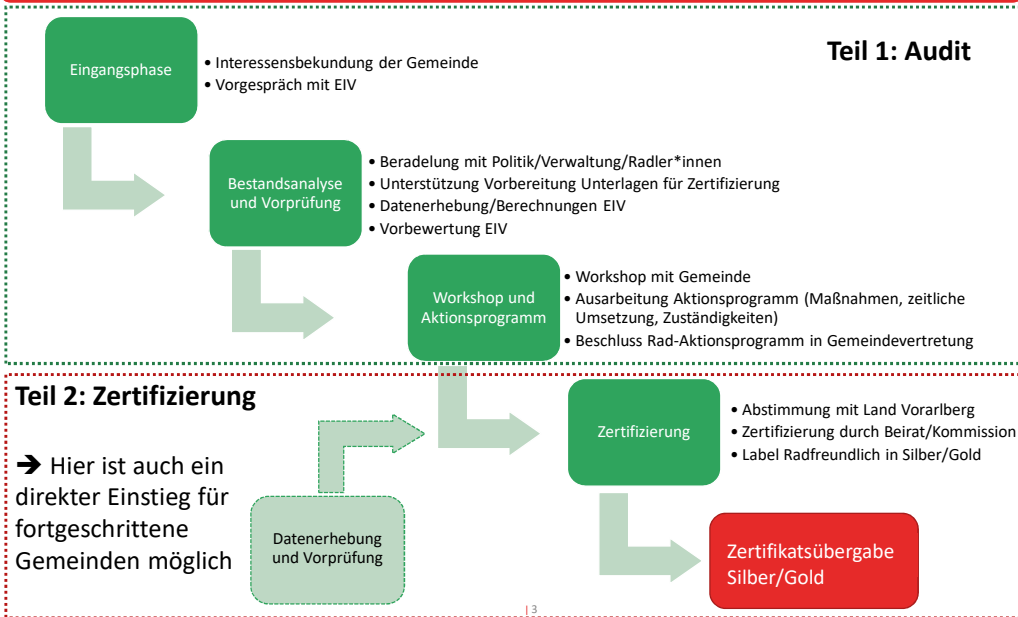 Teil 1: Audit
Eingangsphase
• Interessensbekundung der Gemeinde
• Vorgespräch mit EIV
Bestandsanalyse
und Vorprüfung
• Beradelung mit Politik/Verwaltung/Radler*innen
• Unterstützung Vorbereitung Unterlagen für Zertifizierung
• Datenerhebung/Berechnungen EIV
• Vorbewertung EIV
Workshop und
Aktionsprogramm
• Workshop mit Gemeinde
• Ausarbeitung Aktionsprogramm (Maßnahmen, zeitliche
Umsetzung, Zuständigkeiten)
• Beschluss Rad-Aktionsprogramm in Gemeindevertretung
Teil 2: Zertifizierung
➔ Hier ist auch ein
direkter Einstieg für
fortgeschrittene
Gemeinden möglich
Datenerhebung
und Vorprüfung
Zertifizierung
• Abstimmung mit Land Vorarlberg
• Zertifizierung durch Beirat/Kommission
• Label Radfreundlich in Silber/Gold
Zertifikatsübergabe
Silber/Gold
| 3